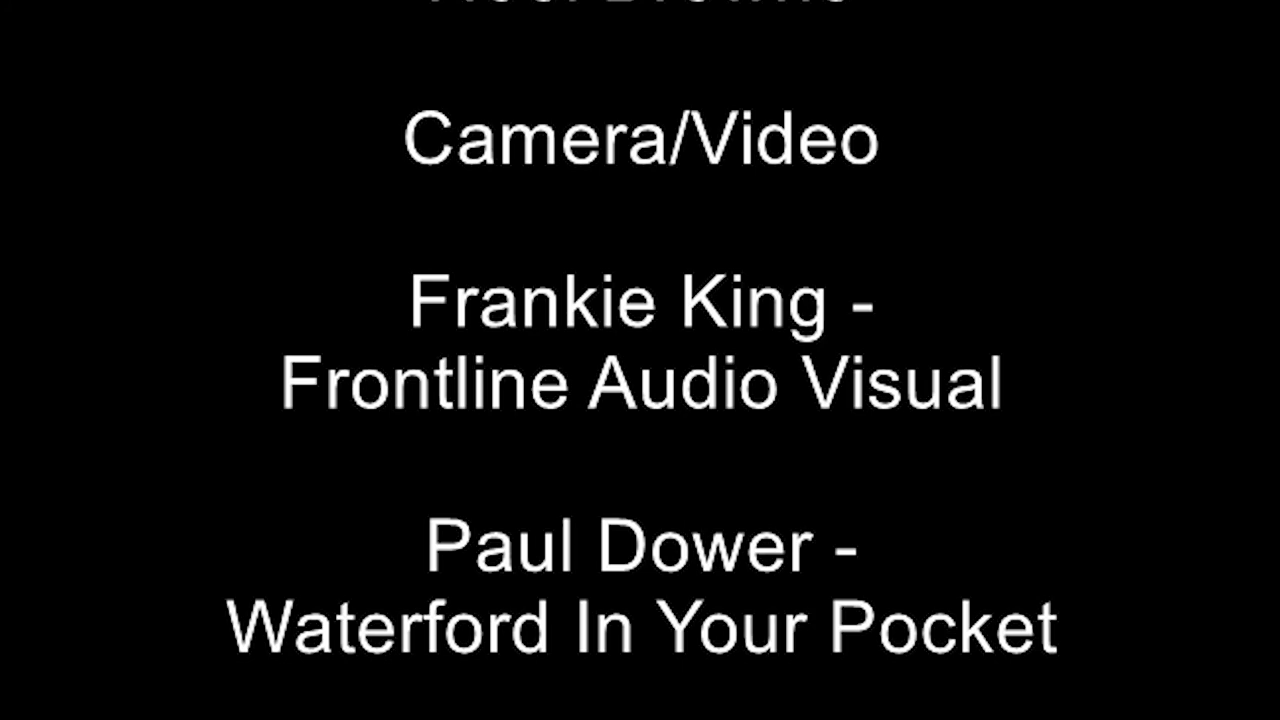 Camera/Video
Frankie King -
Frontline Audio Visual
Paul Dower -
Waterford In Your Pocket